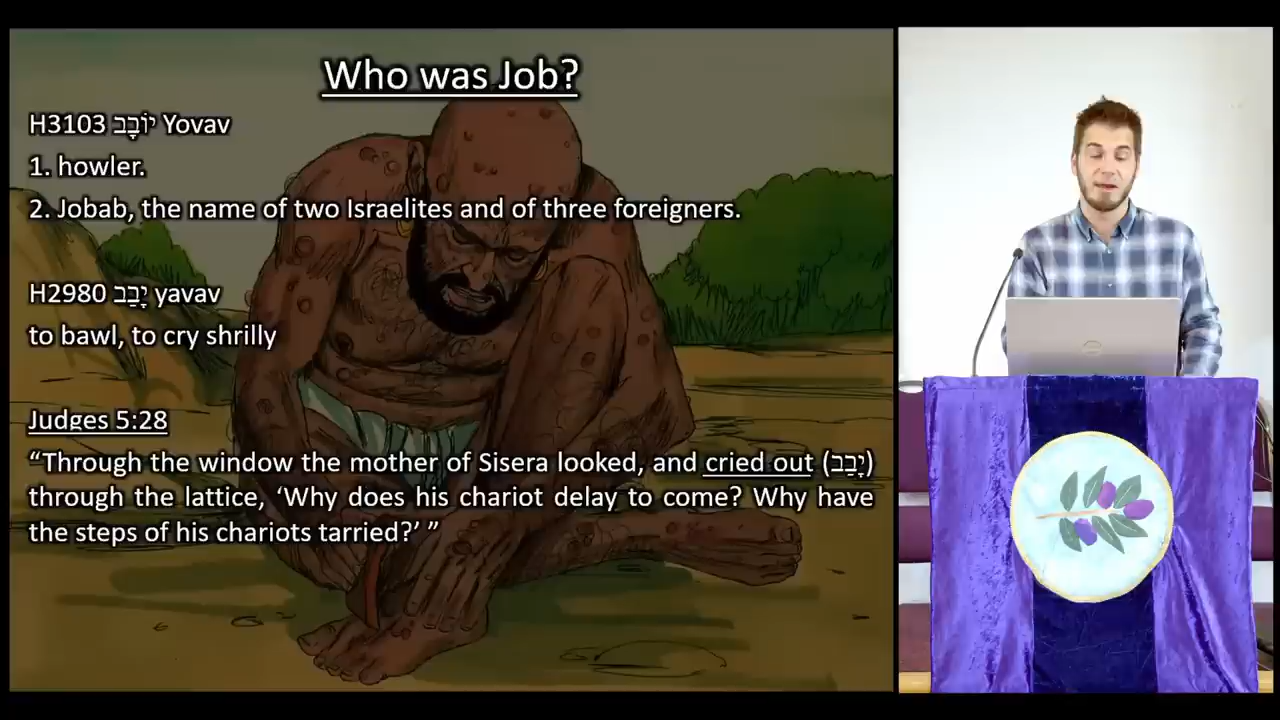 Who was Job?
H3103 יוֹבָב Yovav
1. howler.
2. Jobab, the name of two Israelites and of three foreigners.
H2980 יָבַב yavav
to bawl, to cry shrilly
Judges 5:28
“Through the window the mother of Sisera looked, and cried out (יָבַב)
through the lattice, ‘Why does his chariot delay to come? Why have
the steps of his chariots tarried?’ ”